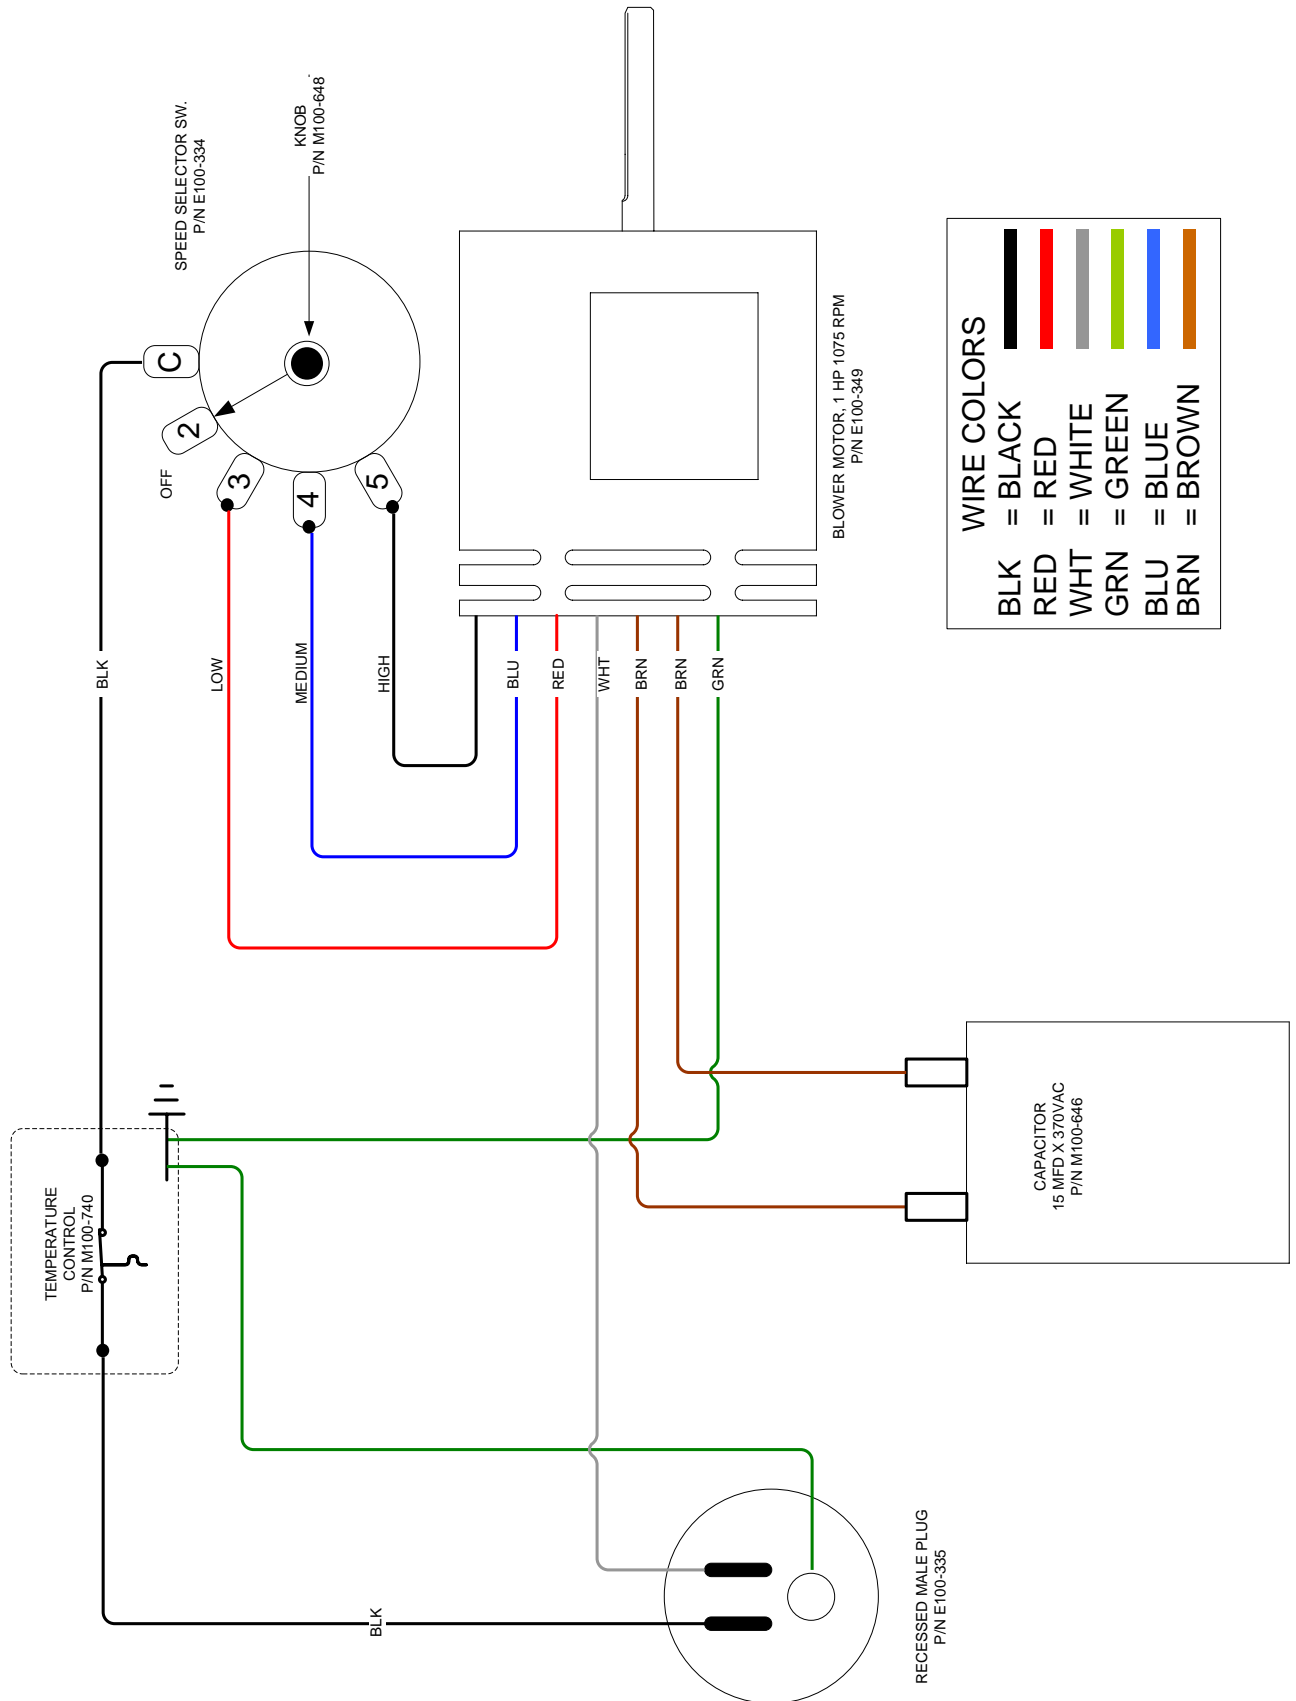 SPEED SELECTOR SW.
P/N E100-334
KNOB
P/N M100-648
C
2
3
4
5
OFF
BLK
LOW
MEDIUM
HIGH
BLU
RED
WHT
BRN
BRN
GRN
BLOWER MOTOR, 1 HP 1075 RPM
P/N E100-349
WIRE COLORS
BLK = BLACK
RED = RED
WHT = WHITE
GRN = GREEN
BLU = BLUE
BRN = BROWN
TEMPERATURE
CONTROL
P/N M100-740
CAPACITOR
15 MFD X 370VAC
P/N M100-646
BLK
RECESSED MALE PLUG
P/N E100-335